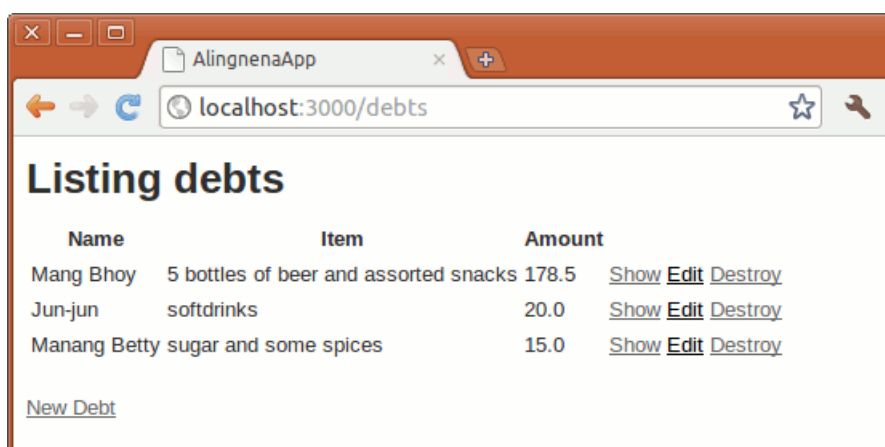 AlingnenaApp
localhost:3000/debts
Listing debts
Name Item Amount
Mang Bhoy 5 bottles of beer and assorted snacks 178.5 Show Edit Destroy
Jun-jun softdrinks 20.0 Show Edit Destroy
Manang Betty sugar and some spices 15.0 Show Edit Destroy
New Debt